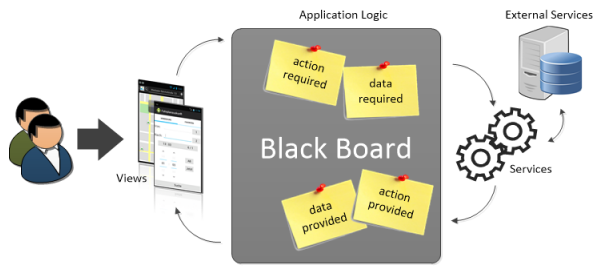 Application Logic
External Services
action
required
data
required
Black Board
Views
Services
data
provided
action
provided